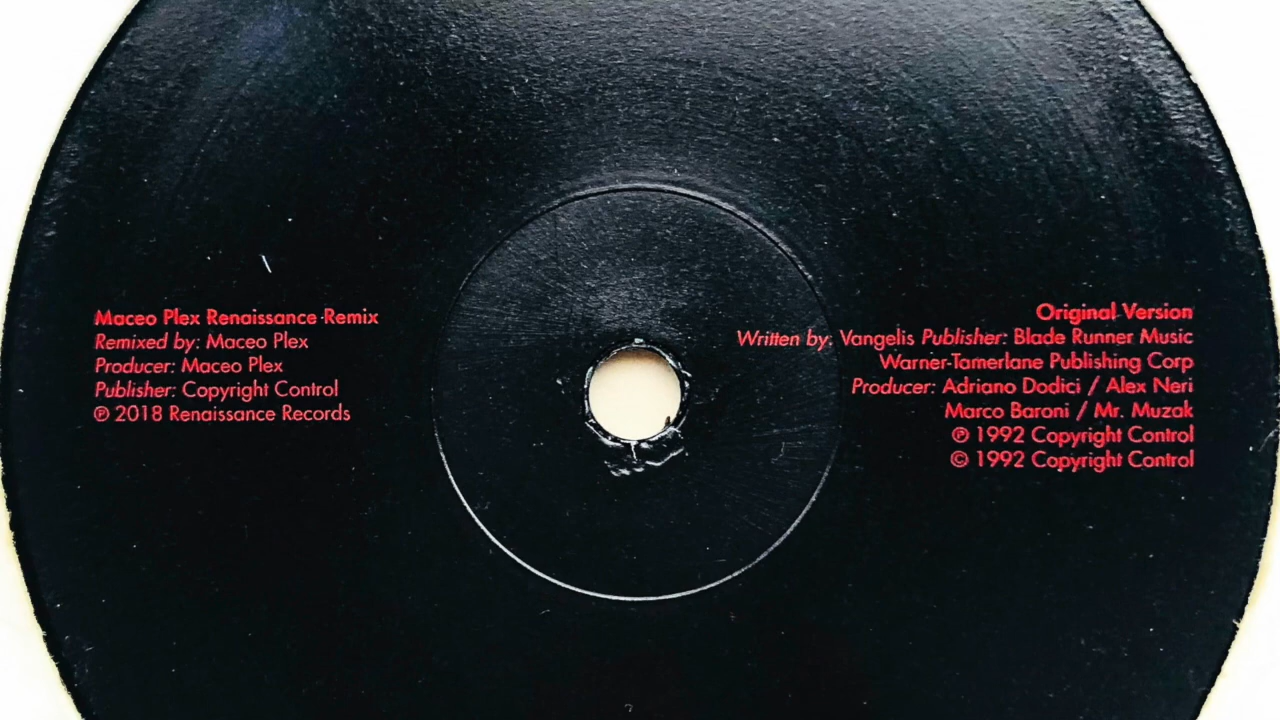 Maceo Plex Renaissance Remix
Remixed by: Maceo Plex
Producer: Maceo Plex
Publisher: Copyright Control
℗ 2018 Renaissance Records
Original Version
Written by: Vangelis Publisher: Blade Runner Music
Warner-Tamerlane Publishing Corp
Producer: Adriano Dodici / Alex Neri
Marco Baroni / Mr. Muzak
℗ 1992 Copyright Control
© 1992 Copyright Control